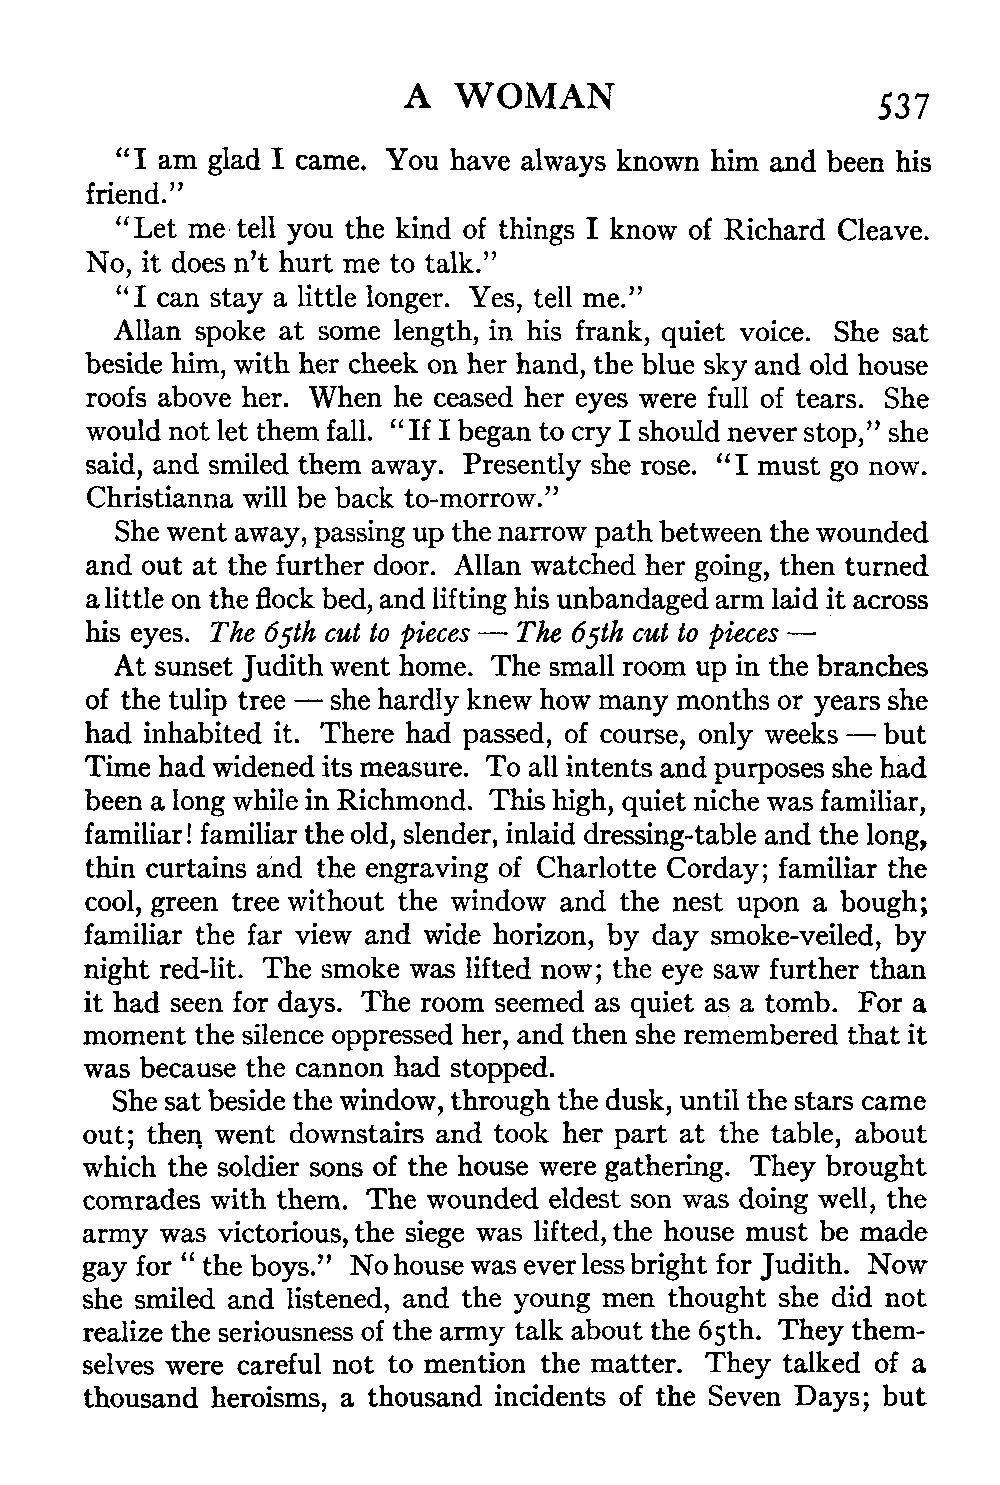 A WOMAN 537
“I am glad I came. You have always known him and been his
friend.”
“Let me tell you the kind of things I know of Richard Cleave.
No, it does n’t hurt me to talk.”
“I can stay a little longer. Yes, tell me.”
Allan spoke at some length, in his frank, quiet voice. She sat
beside him, with her cheek on her hand, the blue sky and old house
roofs above her. When he ceased her eyes were full of tears. She
would not let them fall. “If I began to cry I should never stop,” she
said, and smiled them away. Presently she rose. “I must go now.
Christianna will be back to-morrow.”
She went away, passing up the narrow path between the wounded
and out at the further door. Allan watched her going, then turned
a little on the flock bed, and lifting his unbandaged arm laid it across
his eyes. The 65th cut to pieces — The 65th cut to pieces —
At sunset Judith went home. The small room up in the branches
of the tulip tree — she hardly knew how many months or years she
had inhabited it. There had passed, of course, only weeks — but
Time had widened its measure. To all intents and purposes she had
been a long while in Richmond. This high, quiet niche was familiar,
familiar! familiar the old, slender, inlaid dressing-table and the long,
thin curtains and the engraving of Charlotte Corday; familiar the
cool, green tree without the window and the nest upon a bough;
familiar the far view and wide horizon, by day smoke-veiled, by
night red-lit. The smoke was lifted now; the eye saw further than
it had seen for days. The room seemed as quiet as a tomb. For a
moment the silence oppressed her, and then she remembered that it
was because the cannon had stopped.
She sat beside the window, through the dusk, until the stars came
out; then went downstairs and took her part at the table, about
which the soldier sons of the house were gathering. They brought
comrades with them. The wounded eldest son was doing well, the
army was victorious, the siege was lifted, the house must be made
gay for “ the boys.” No house was ever less bright for Judith. Now
she smiled and listened, and the young men thought she did not
realize the seriousness of the army talk about the 65th. They them-
selves were careful not to mention the matter. They talked of a
thousand heroisms, a thousand incidents of the Seven Days; but